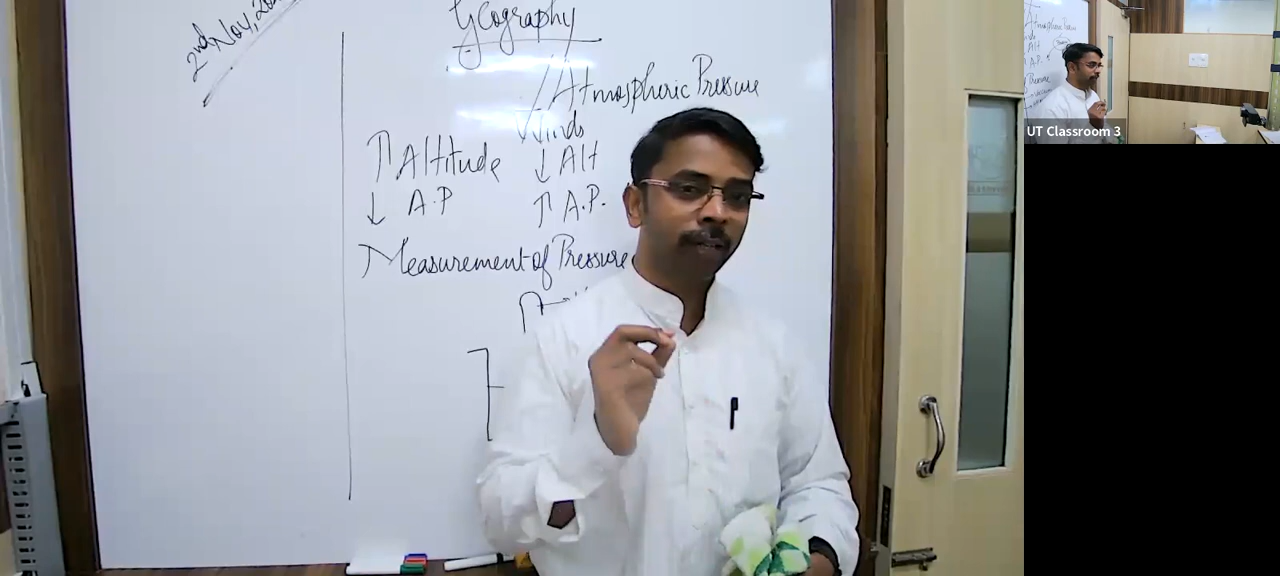 2nd Nov, 20
Geography
Atmospheric Pressure
Winds
↑ Altitude
↓ A.P
↓ Alt
↑ A.P.
Measurement of Pressure
UT Classroom 3